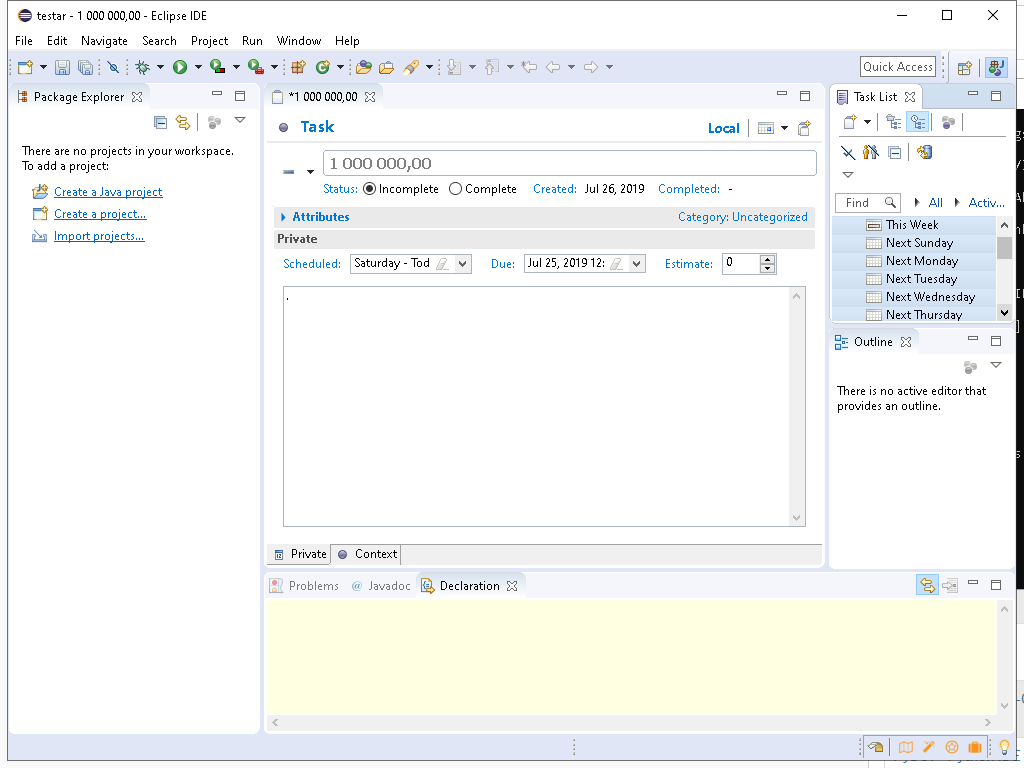 testar - 1 000 000,00 - Eclipse IDE
File Edit Navigate Search Project Run Window Help
Quick Access
Package Explorer
There are no projects in your workspace.
To add a project:
Create a Java project
Create a project...
Import projects...
*1 000 000,00
Task
Local
1 000 000,00
Status: Incomplete Complete Created: Jul 26, 2019 Completed: -
Attributes Category: Uncategorized
Private
Scheduled: Saturday - Tod Due: Jul 25, 2019 12: Estimate: 0
.
Private Context
Task List
Find All Activ...
This Week
Next Sunday
Next Monday
Next Tuesday
Next Wednesday
Next Thursday
Outline
There is no active editor that
provides an outline.
Problems @ Javadoc Declaration